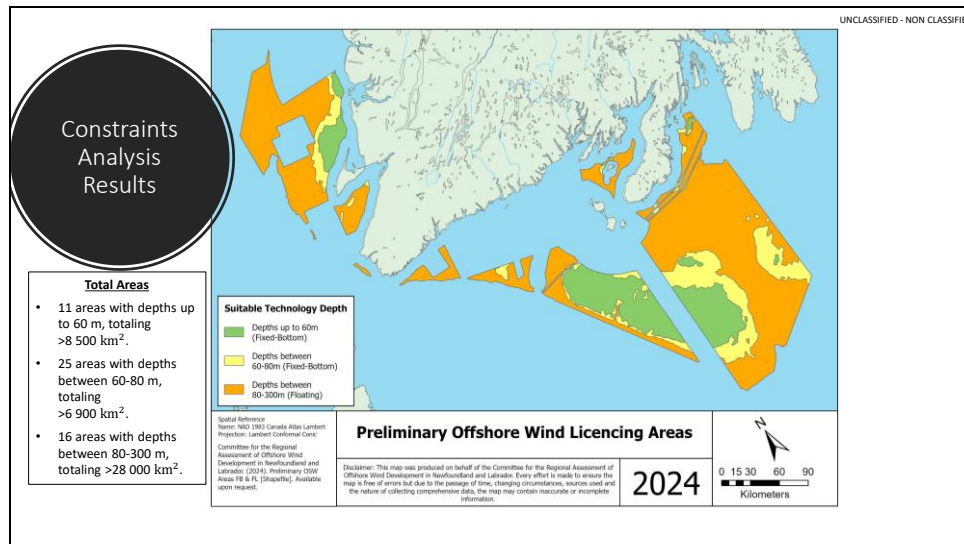 UNCLASSIFIED - NON CLASSIFIÉ
Constraints
Analysis
Results
Total Areas
• 11 areas with depths up
to 60 m, totaling
>8 500 km².
• 25 areas with depths
between 60-80 m,
totaling
>6 900 km².
• 16 areas with depths
between 80-300 m,
totaling >28 000 km².
Suitable Technology Depth
Depths up to 60m
(Fixed-Bottom)
Depths between
60-80m (Fixed-Bottom)
Depths between
80-300m (Floating)
Spatial Reference
Name: NAD 1983 Canada Atlas Lambert
Projection: Lambert Conformal Conic
Committee for the Regional
Assessment of Offshore Wind
Development in Newfoundland and
Labrador. (2024). Preliminary OSW
Areas FB & FL [Shapefile]. Available
upon request.
Preliminary Offshore Wind Licencing Areas
Disclaimer: This map was produced on behalf of the Committee for the Regional Assessment of
Offshore Wind Development in Newfoundland and Labrador. Every effort is made to ensure the
map is free of errors but due to the passage of time, changing circumstances, sources used and
the nature of collecting comprehensive data, the map may contain inaccurate or incomplete
information.
2024
N
0 15 30 60 90
Kilometers